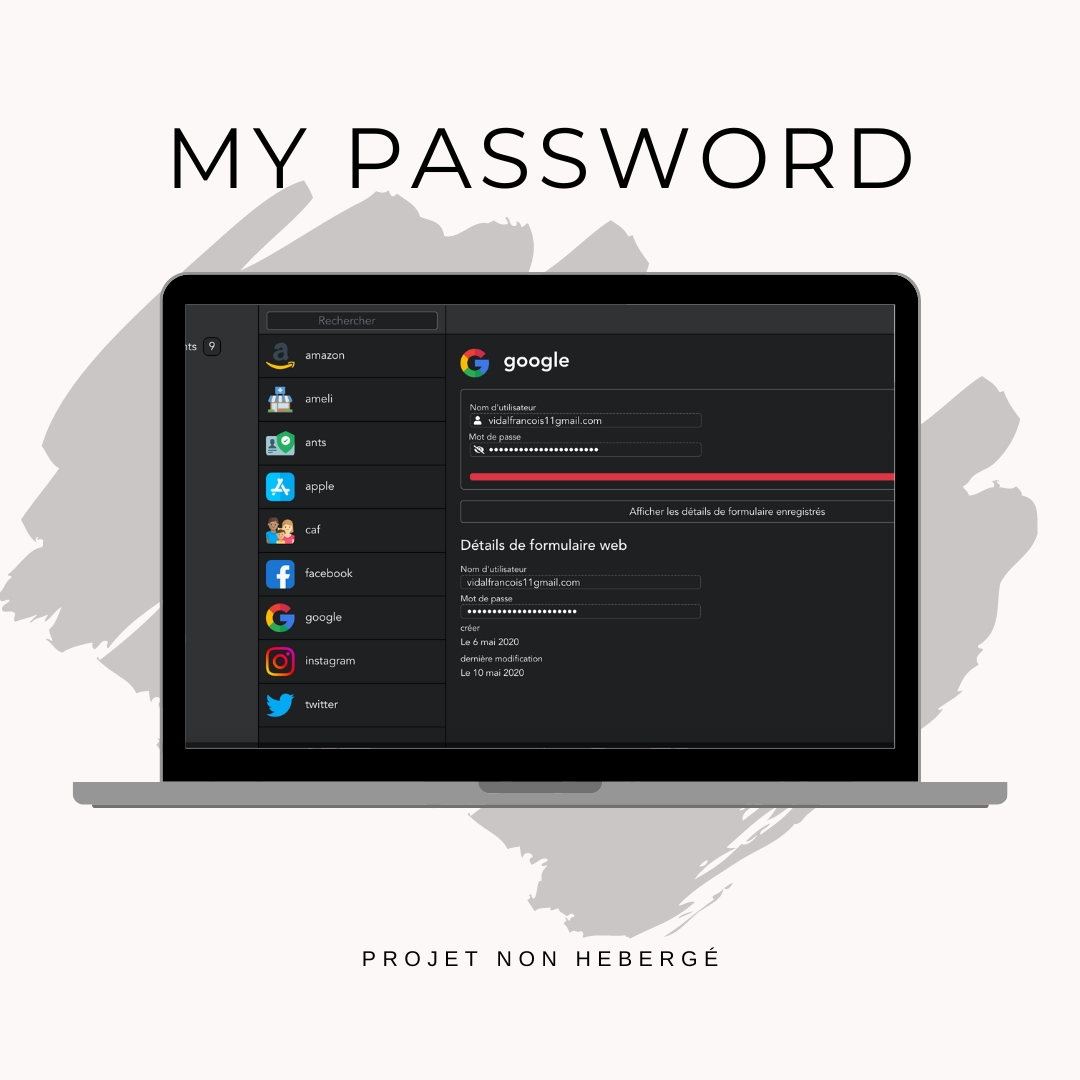 MY PASSWORD
Rechercher
nts 9
amazon
ameli
ants
apple
caf
facebook
google
instagram
twitter
google
Nom d'utilisateur
vidalfrancois11gmail.com
Mot de passe
••••••••••••••••••••••
Afficher les détails de formulaire enregistrés
Détails de formulaire web
Nom d'utilisateur
vidalfrancois11gmail.com
Mot de passe
••••••••••••••••••••••
créer
Le 6 mai 2020
dernière modification
Le 10 mai 2020
PROJET NON HEBERGÉ